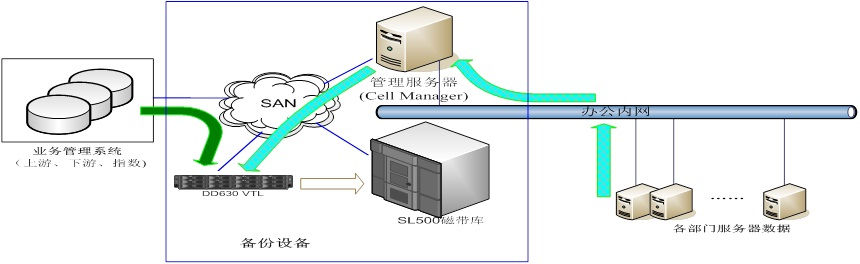 SAN
管理服务器
(Cell Manager)
办公内网
业务管理系统
（上游、下游、指数)
DD630 VTL
SL500磁带库
……
各部门服务器数据
备份设备